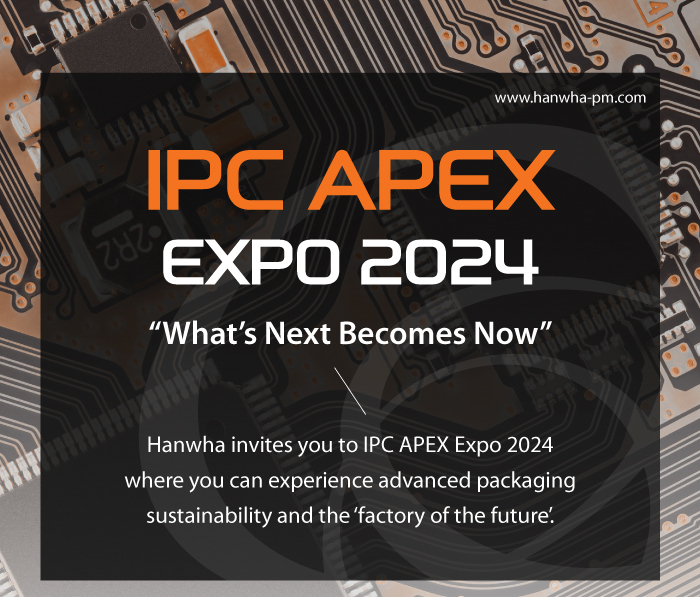 www.hanwha-pm.com
IPC APEX
EXPO 2024
“What’s Next Becomes Now”
Hanwha invites you to IPC APEX Expo 2024
where you can experience advanced packaging
sustainability and the ‘factory of the future’.
2R2